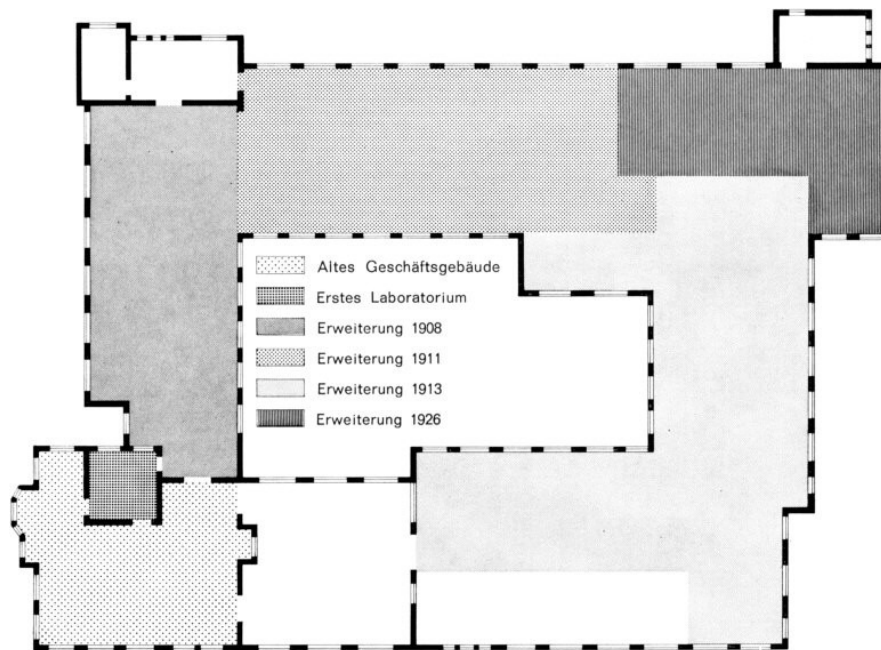 Altes Geschäftsgebäude
Erstes Laboratorium
Erweiterung 1908
Erweiterung 1911
Erweiterung 1913
Erweiterung 1926